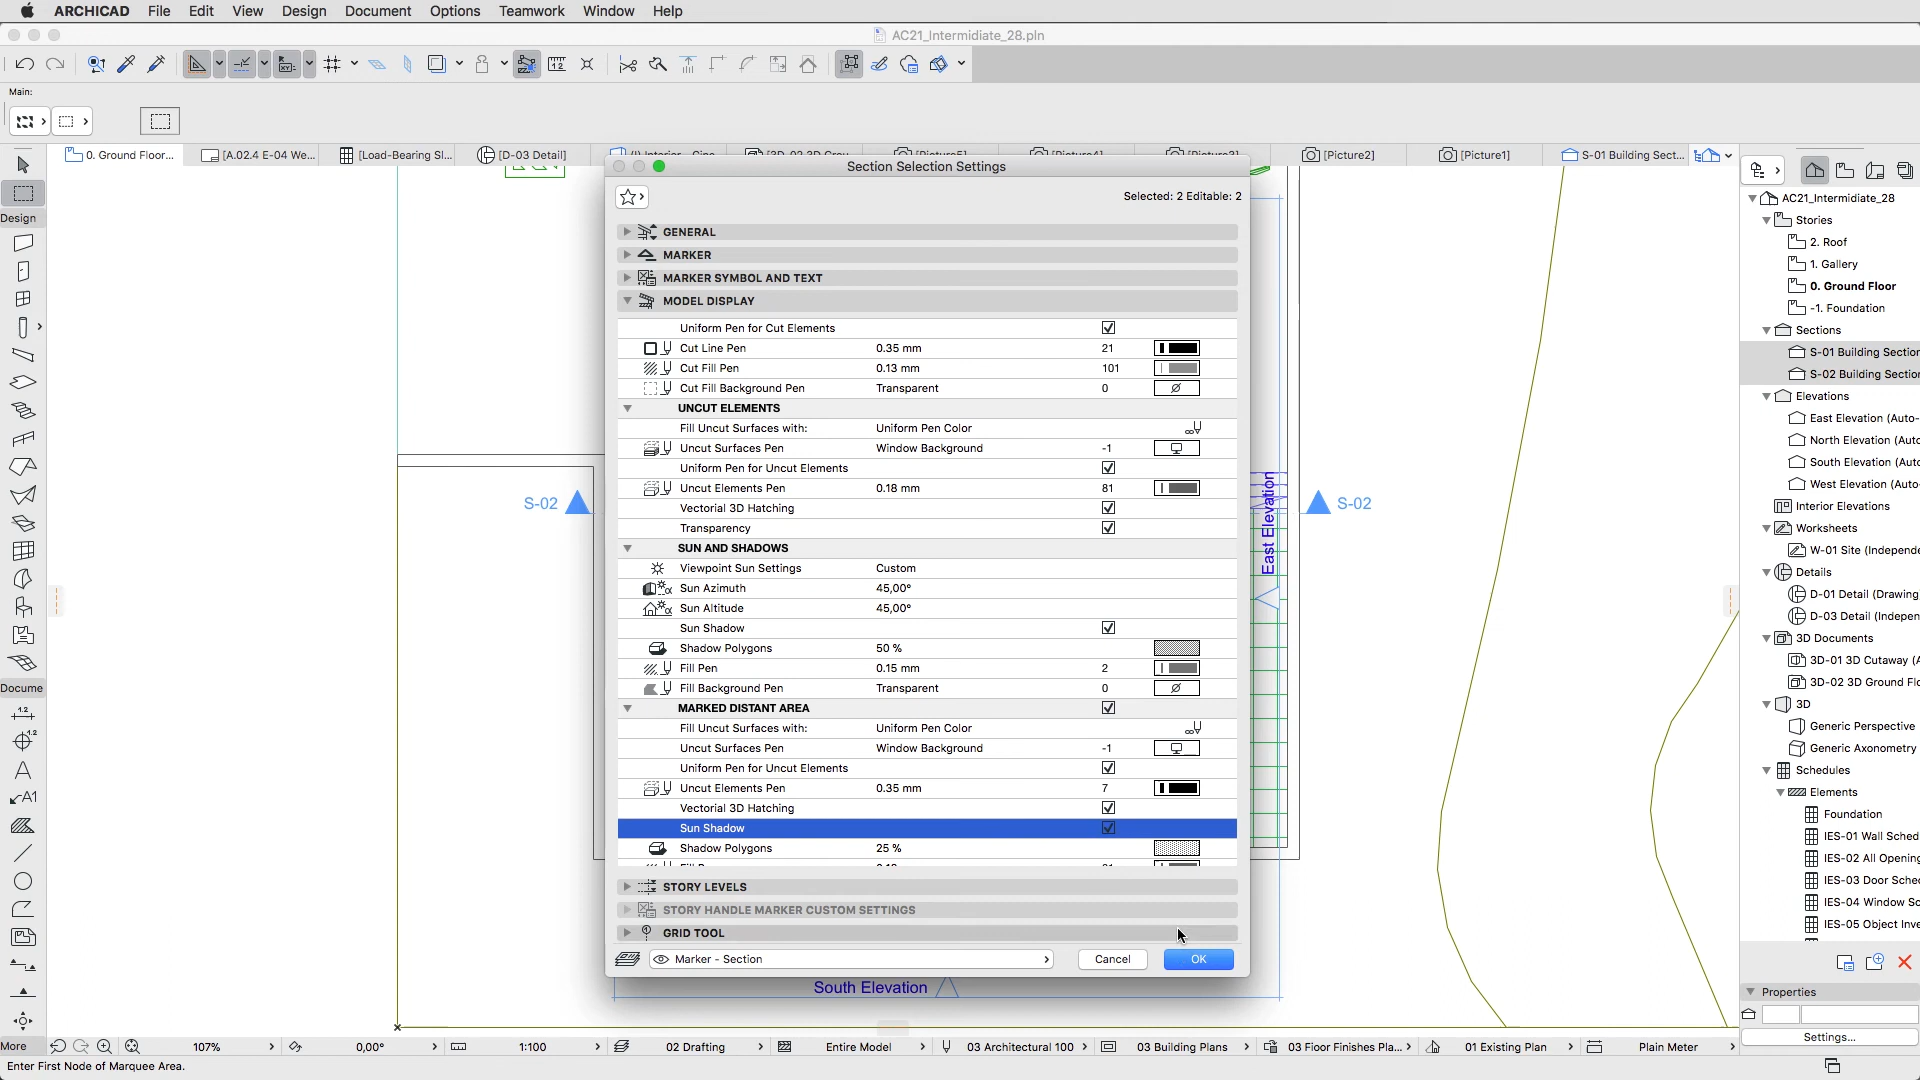 ARCHICAD File Edit View Design Document Options Teamwork Window Help
AC21_Intermidiate_28.pln
Main:
0. Ground Floor...
[A.02.4 E-04 We...
[Load-Bearing Sl...
[D-03 Detail]
[Picture2]
[Picture1]
S-01 Building Sect...
Section Selection Settings
Selected: 2 Editable: 2
GENERAL
MARKER
MARKER SYMBOL AND TEXT
MODEL DISPLAY
Uniform Pen for Cut Elements
Cut Line Pen 0.35 mm 21
Cut Fill Pen 0.13 mm 101
Cut Fill Background Pen Transparent 0
UNCUT ELEMENTS
Fill Uncut Surfaces with: Uniform Pen Color
Uncut Surfaces Pen Window Background -1
Uniform Pen for Uncut Elements
Uncut Elements Pen 0.18 mm 81
Vectorial 3D Hatching
Transparency
SUN AND SHADOWS
Viewpoint Sun Settings Custom
Sun Azimuth 45,00°
Sun Altitude 45,00°
Sun Shadow
Shadow Polygons 50 %
Fill Pen 0.15 mm 2
Fill Background Pen Transparent 0
MARKED DISTANT AREA
Fill Uncut Surfaces with: Uniform Pen Color
Uncut Surfaces Pen Window Background -1
Uniform Pen for Uncut Elements
Uncut Elements Pen 0.35 mm 7
Vectorial 3D Hatching
Sun Shadow
Shadow Polygons 25 %
STORY LEVELS
STORY HANDLE MARKER CUSTOM SETTINGS
GRID TOOL
Marker - Section
Cancel
OK
S-02
S-02
East Elevation
South Elevation
Design
Docume
A1
More
AC21_Intermidiate_28
Stories
2. Roof
1. Gallery
0. Ground Floor
-1. Foundation
Sections
S-01 Building Section
S-02 Building Section
Elevations
East Elevation (Auto-
North Elevation (Auto
South Elevation (Auto
West Elevation (Auto-
Interior Elevations
Worksheets
W-01 Site (Independe
Details
D-01 Detail (Drawing
D-03 Detail (Indepen
3D Documents
3D-01 3D Cutaway (A
3D-02 3D Ground Flo
3D
Generic Perspective
Generic Axonometry
Schedules
Elements
Foundation
IES-01 Wall Sched
IES-02 All Opening
IES-03 Door Sched
IES-04 Window Sc
IES-05 Object Inve
Properties
Settings...
107%
0,00°
1:100
02 Drafting
Entire Model
03 Architectural 100
03 Building Plans
03 Floor Finishes Pla...
01 Existing Plan
Plain Meter
Enter First Node of Marquee Area.